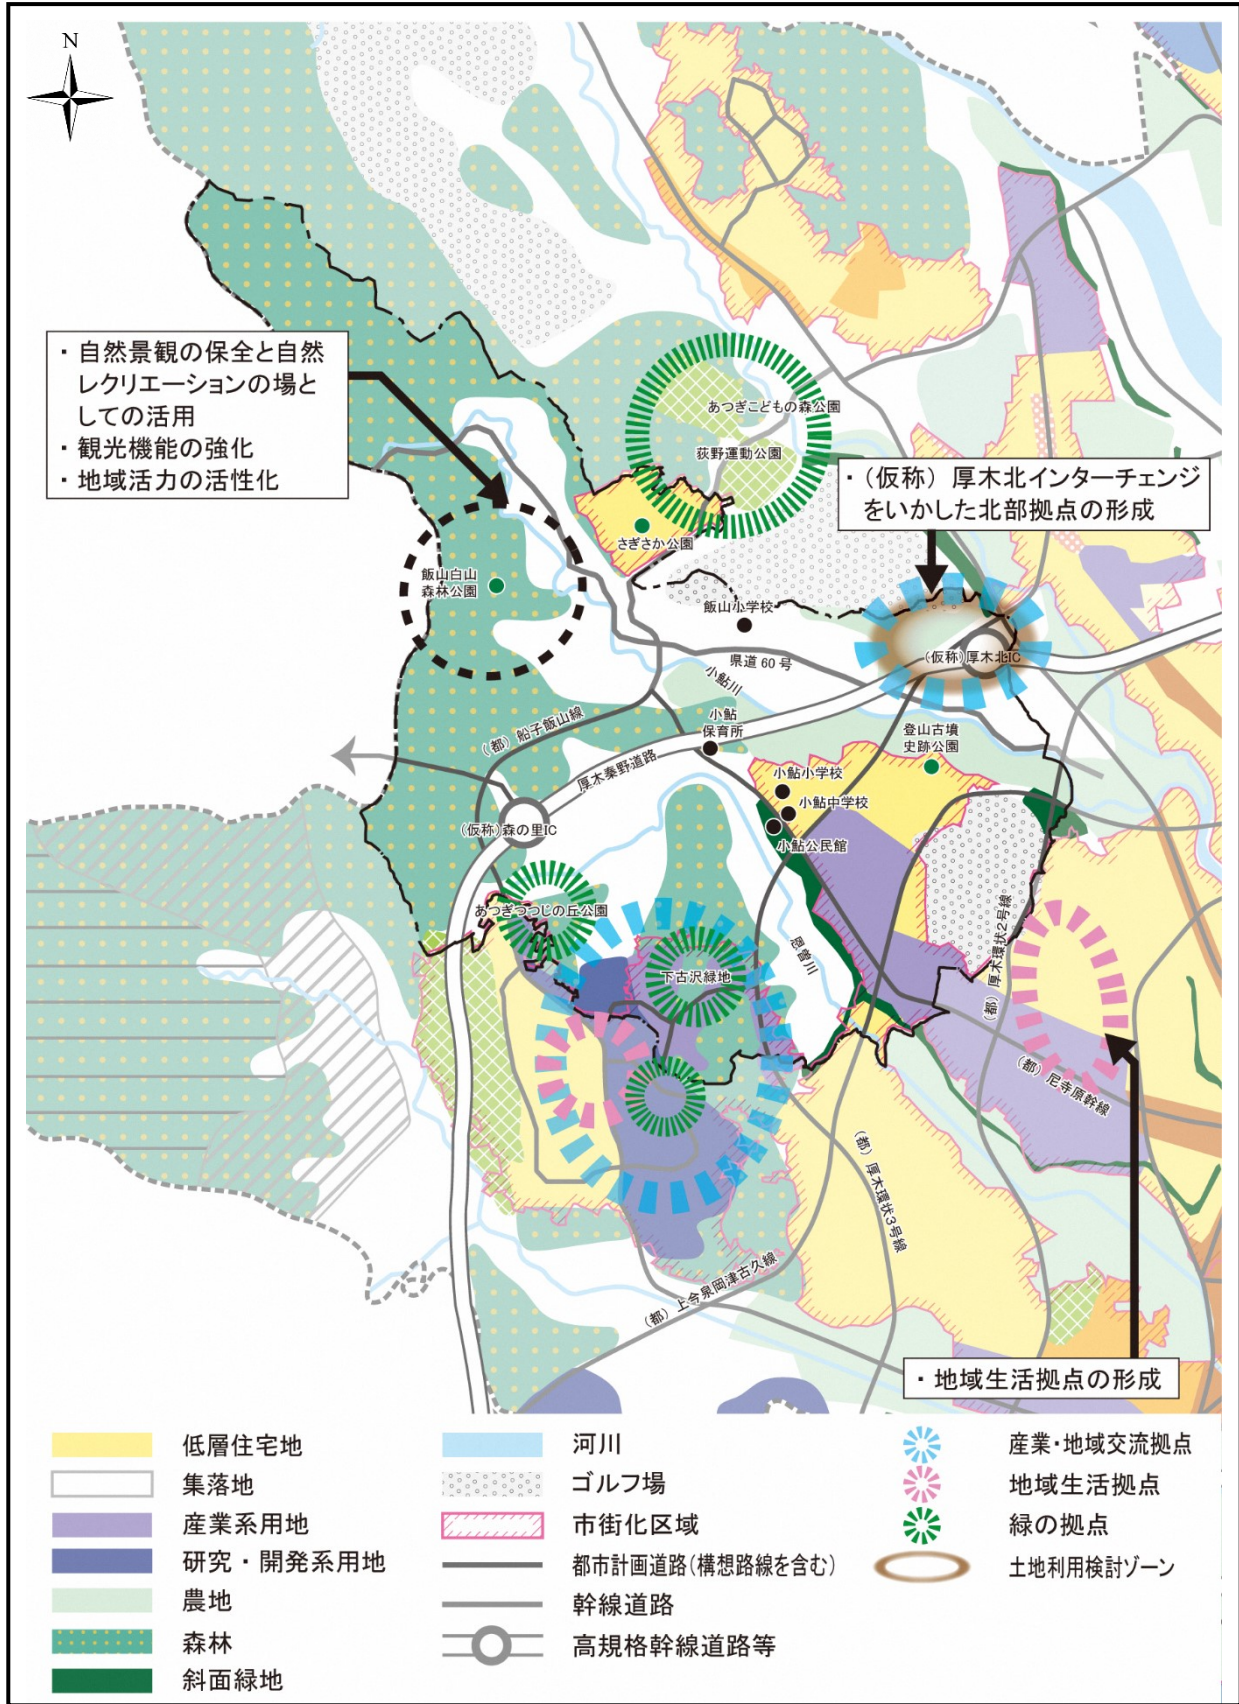 N
・自然景観の保全と自然
レクリエーションの場と
しての活用
・観光機能の強化
・地域活力の活性化
あつぎこどもの森公園
荻野運動公園
・(仮称) 厚木北インターチェンジ
をいかした北部拠点の形成
さぎさか公園
飯山白山
森林公園
飯山小学校
県道60号
(仮称)厚木北IC
小鮎川
小鮎
保育所
(都) 船子飯山線
登山古墳
史跡公園
厚木秦野道路
小鮎小学校
小鮎中学校
(仮称)森の里IC
小鮎公民館
あつぎつつじの丘公園
恩曽川
下古沢緑地
(都) 厚木環状2号線
(都) 尼寺原幹線
(都) 厚木環状3号線
(都) 上今泉岡津古久線
・地域生活拠点の形成
低層住宅地
集落地
産業系用地
研究・開発系用地
農地
森林
斜面緑地
河川
ゴルフ場
市街化区域
都市計画道路(構想路線を含む)
幹線道路
高規格幹線道路等
産業・地域交流拠点
地域生活拠点
緑の拠点
土地利用検討ゾーン